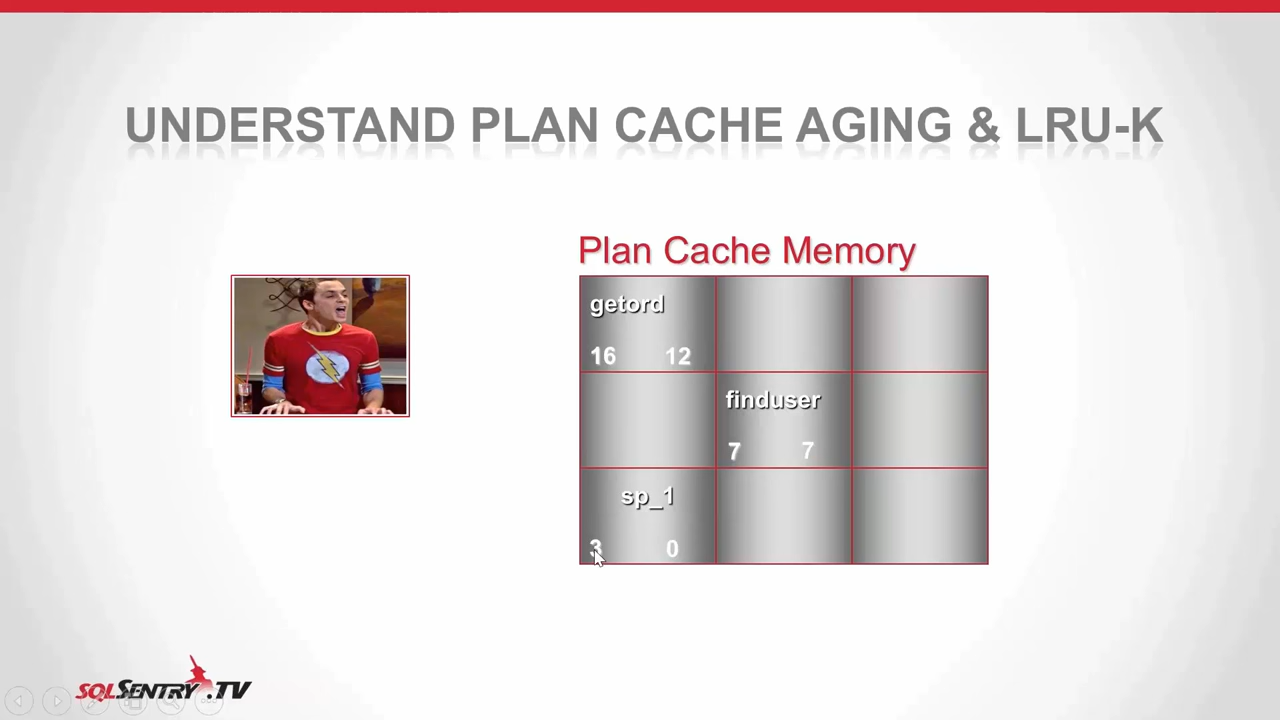 UNDERSTAND PLAN CACHE AGING & LRU-K
Plan Cache Memory
getord
16 12
finduser
7 7
sp_1
3 0
SQLSENTRY.TV